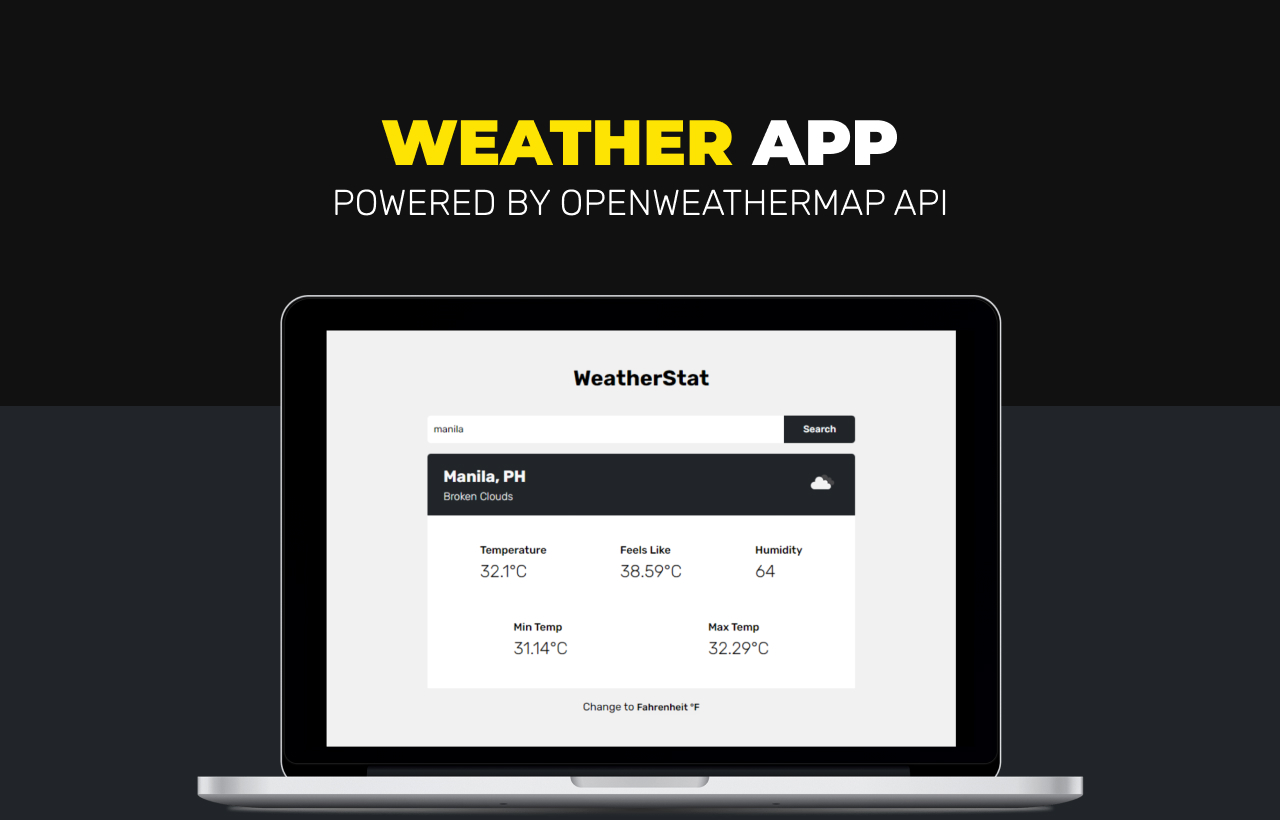 WEATHER APP
POWERED BY OPENWEATHERMAP API
WeatherStat
manila
Search
Manila, PH
Broken Clouds
Temperature
Feels Like
Humidity
32.1°C
38.59°C
64
Min Temp
Max Temp
31.14°C
32.29°C
Change to Fahrenheit °F